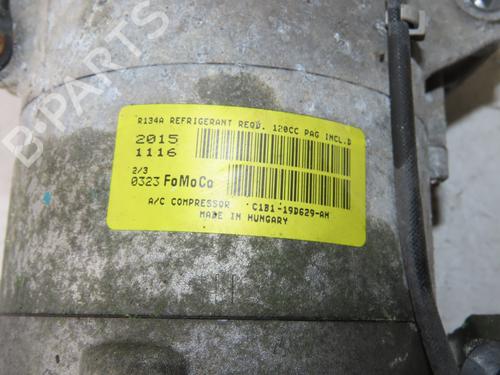 R134A REFRIGERANT REQD. 120CC PAG INCL.D
2015
1116
2/3
0323 FoMoCo
A/C COMPRESSOR C1B1-19D629-AH
MADE IN HUNGARY
B-PARTS